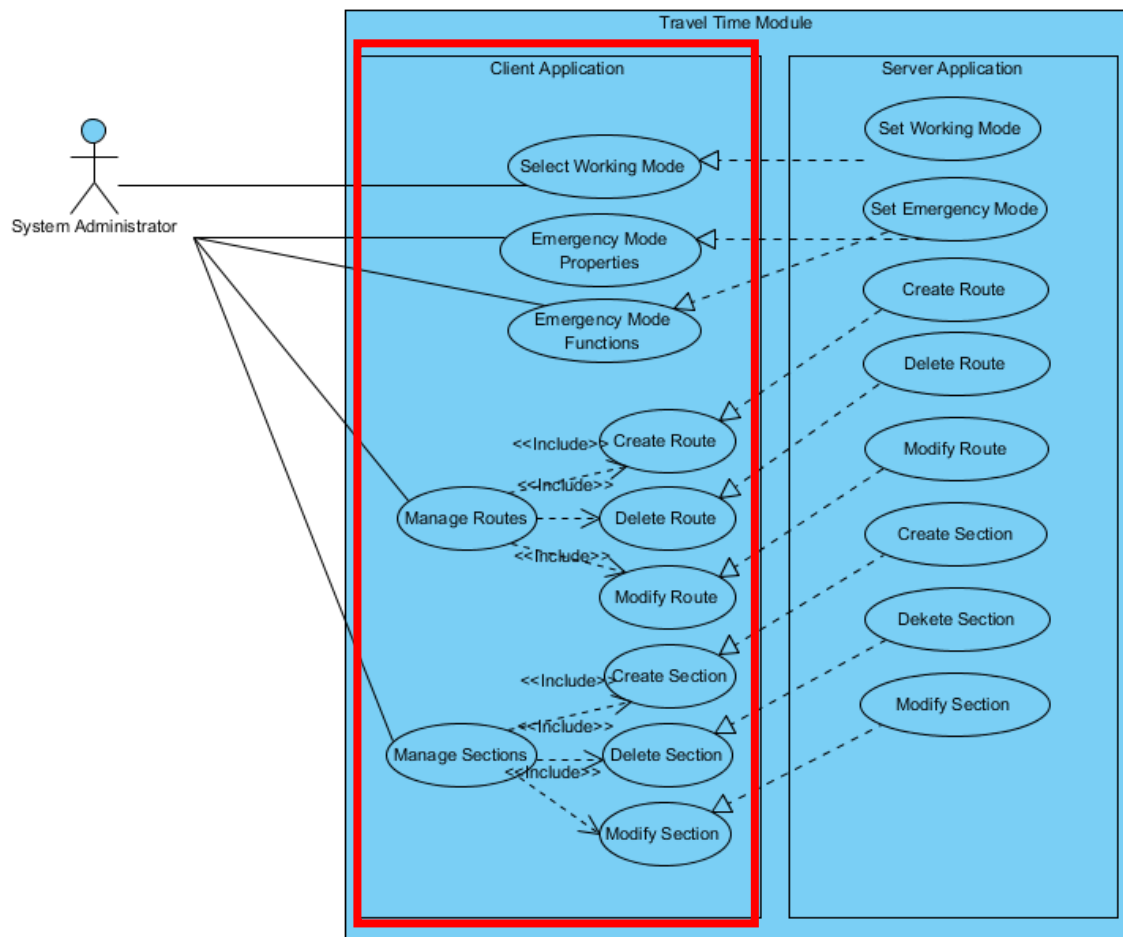 Travel Time Module
Client Application
Server Application
System Administrator
Select Working Mode
Emergency Mode
Properties
Emergency Mode
Functions
<<Include>>
Create Route
<<Include>>
Manage Routes
Delete Route
<<Include>>
Modify Route
<<Include>>
Create Section
<<Include>>
Manage Sections
Delete Section
<<Include>>
Modify Section
Set Working Mode
Set Emergency Mode
Create Route
Delete Route
Modify Route
Create Section
Dekete Section
Modify Section